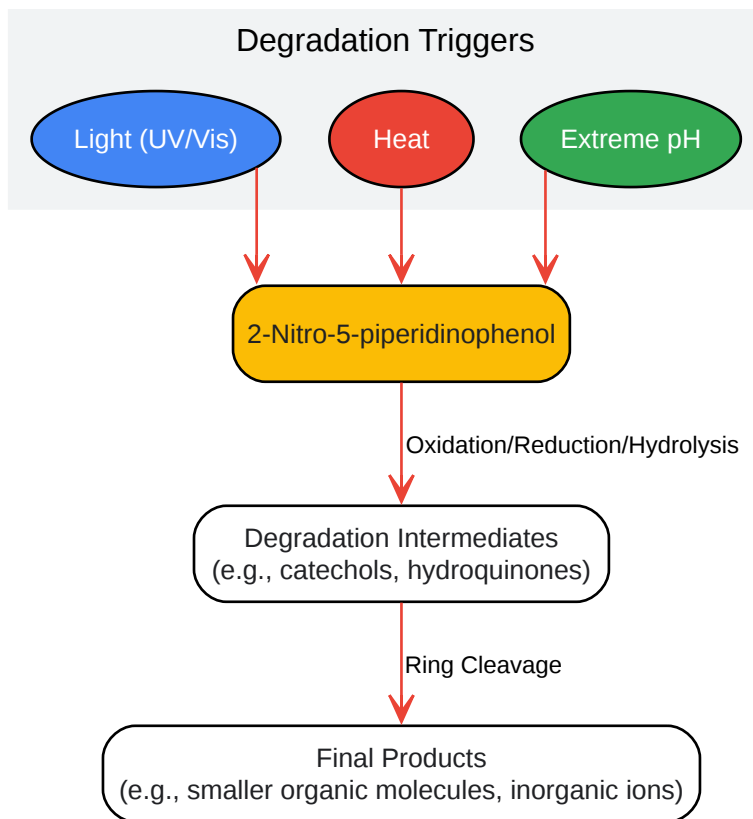 Degradation Triggers
Light (UV/Vis)
Heat
Extreme pH
2-Nitro-5-piperidinophenol
Oxidation/Reduction/Hydrolysis
Degradation Intermediates
(e.g., catechols, hydroquinones)
Ring Cleavage
Final Products
(e.g., smaller organic molecules, inorganic ions)